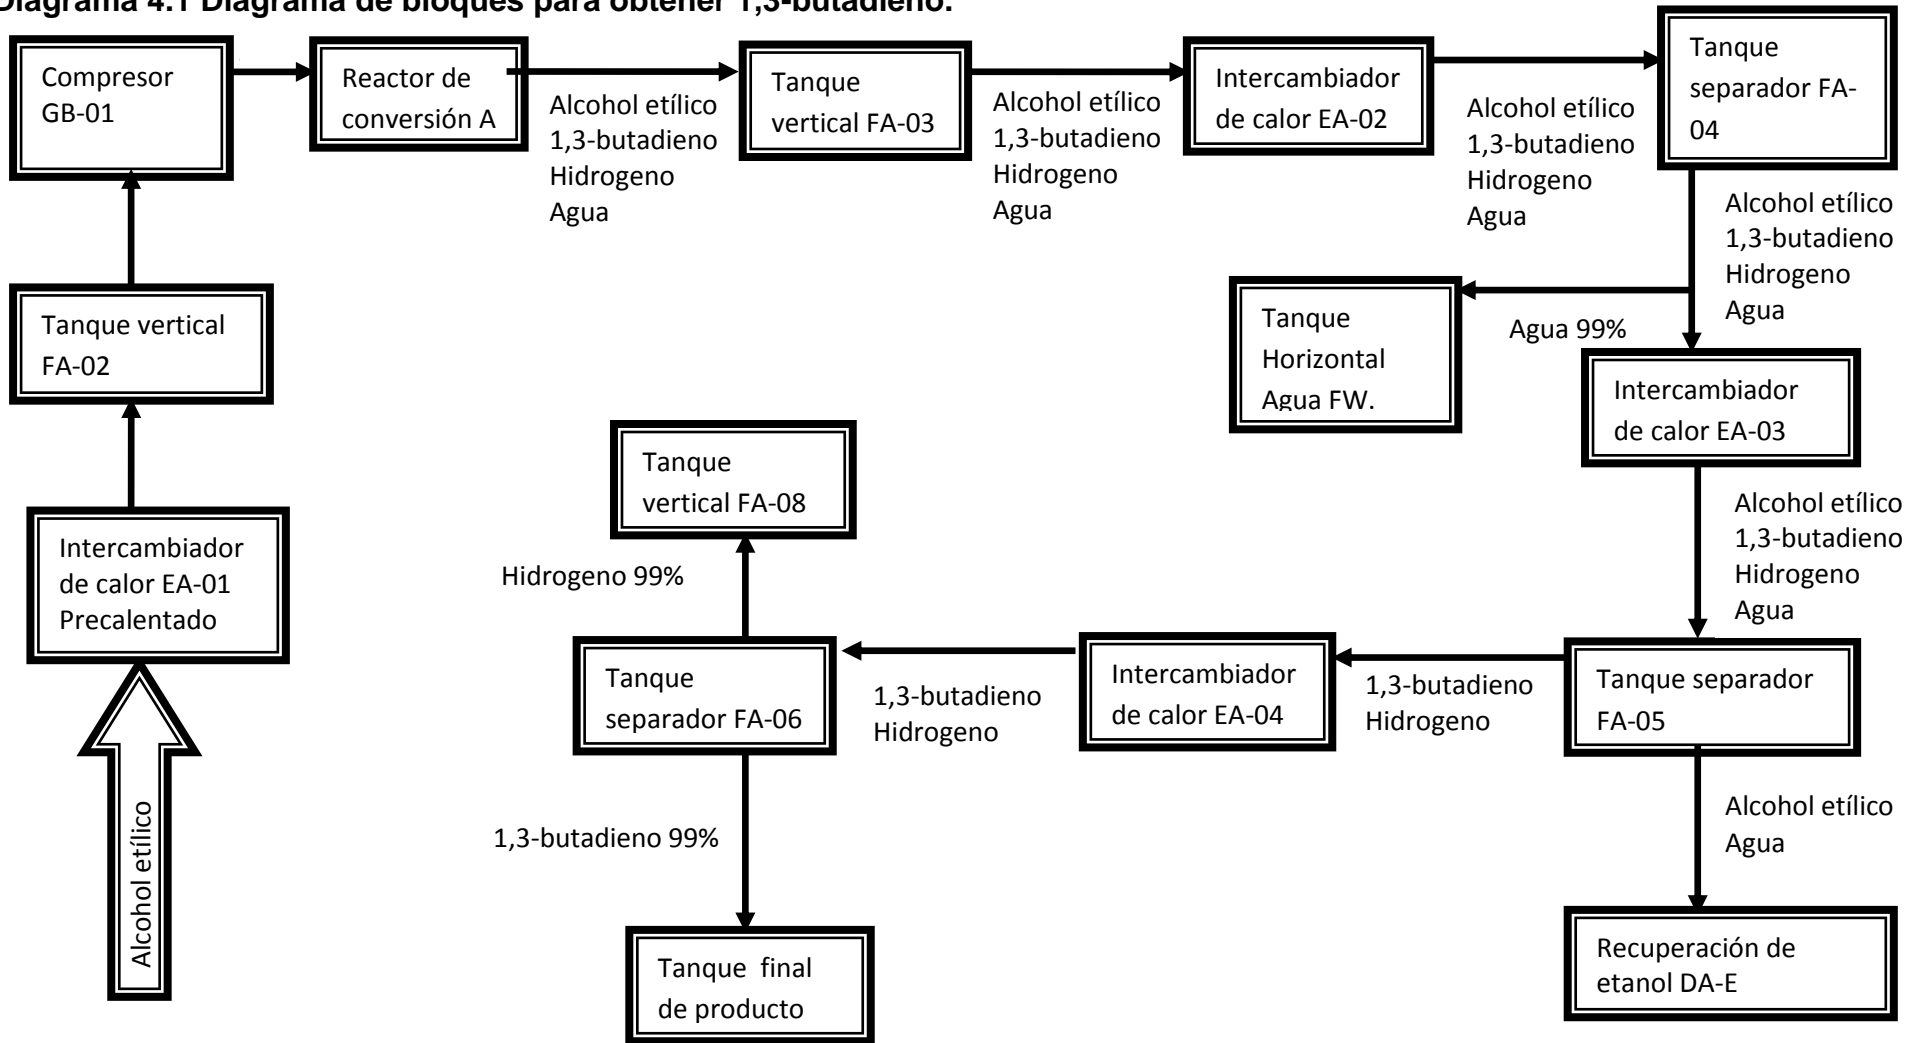 Diagrama 4.1 Diagrama de bloques para obtener 1,3-butadieno.
Compresor
GB-01
Reactor de
conversión A
Alcohol etílico
1,3-butadieno
Hidrogeno
Agua
Tanque
vertical FA-03
Alcohol etílico
1,3-butadieno
Hidrogeno
Agua
Intercambiador
de calor EA-02
Alcohol etílico
1,3-butadieno
Hidrogeno
Agua
Tanque
separador FA-
04
Alcohol etílico
1,3-butadieno
Hidrogeno
Agua
Tanque vertical
FA-02
Tanque
Horizontal
Agua FW.
Agua 99%
Intercambiador
de calor EA-03
Tanque
vertical FA-08
Alcohol etílico
1,3-butadieno
Hidrogeno
Agua
Intercambiador
de calor EA-01
Precalentado
Hidrogeno 99%
Tanque
separador FA-06
1,3-butadieno
Hidrogeno
Intercambiador
de calor EA-04
1,3-butadieno
Hidrogeno
Tanque separador
FA-05
Alcohol etílico
1,3-butadieno 99%
Alcohol etílico
Agua
Tanque  final
de producto
Recuperación de
etanol DA-E